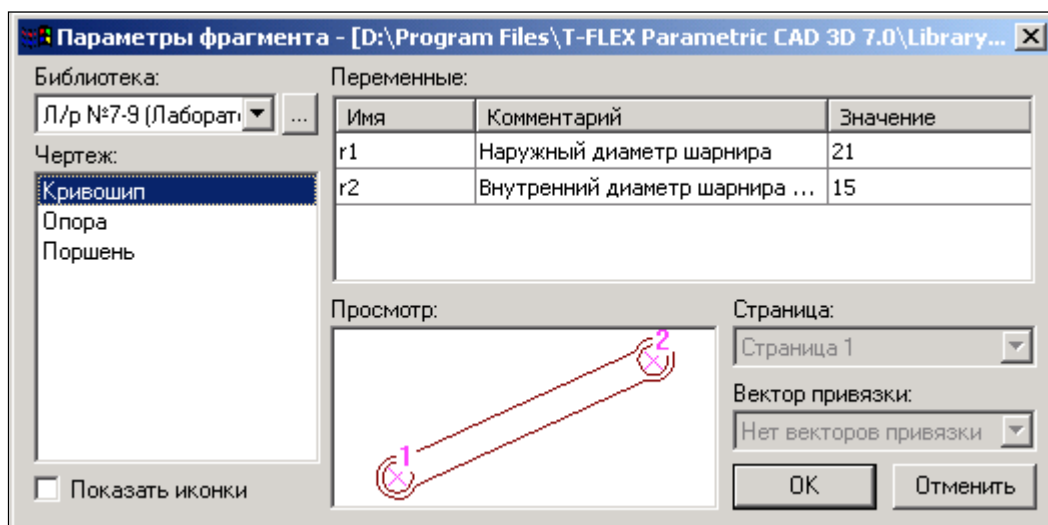 Параметры фрагмента - [D:\Program Files\T-FLEX Parametric CAD 3D 7.0\Library...
Библиотека:
Л/р №7-9 (Лаборат
...
Чертеж:
Кривошип
Опора
Поршень
Показать иконки
Переменные:
Имя Комментарий Значение
r1 Наружный диаметр шарнира 21
r2 Внутренний диаметр шарнира ... 15
Просмотр:
2
1
Страница:
Страница 1
Вектор привязки:
Нет векторов привязки
OK Отменить